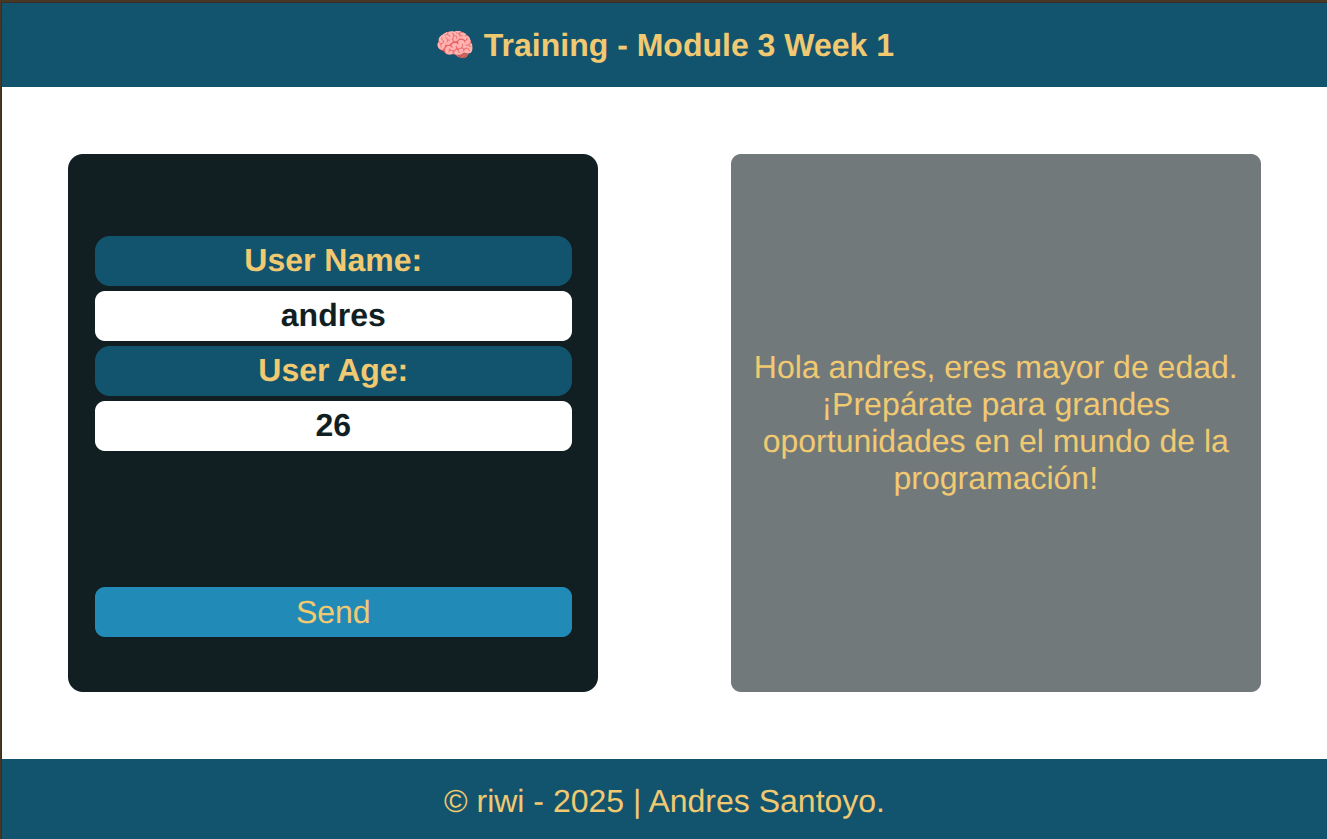 🧠 Training - Module 3 Week 1
User Name:
andres
User Age:
26
Send
Hola andres, eres mayor de edad.
¡Prepárate para grandes
oportunidades en el mundo de la
programación!
© riwi - 2025 | Andres Santoyo.